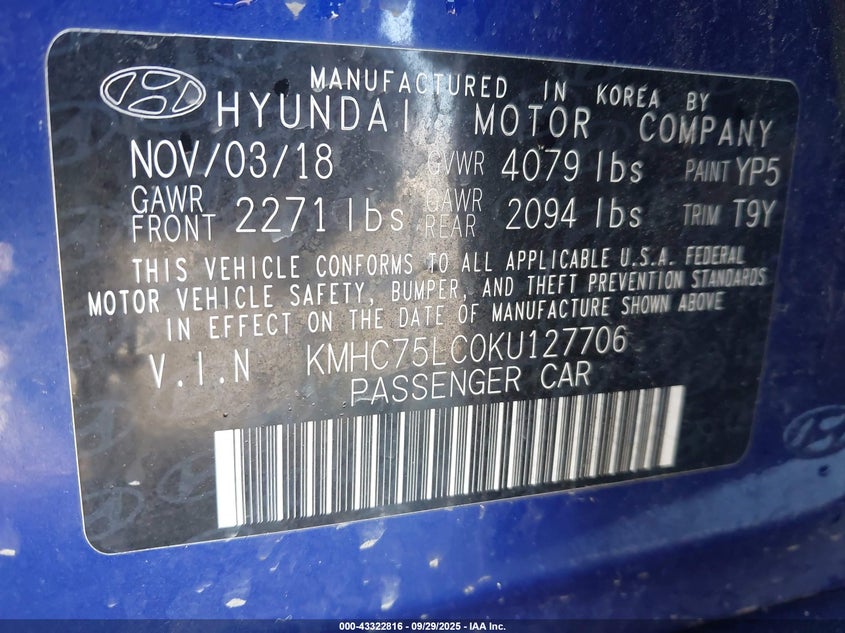 MANUFACTURED IN KOREA BY
HYUNDAI MOTOR COMPANY
NOV/03/18 GVWR 4079 lbs PAINT YP5
GAWR FRONT 2271 lbs GAWR REAR 2094 lbs TRIM T9Y
THIS VEHICLE CONFORMS TO ALL APPLICABLE U.S.A. FEDERAL
MOTOR VEHICLE SAFETY, BUMPER, AND THEFT PREVENTION STANDARDS
IN EFFECT ON THE DATE OF MANUFACTURE SHOWN ABOVE
V.I.N KMHC75LC0KU127706
PASSENGER CAR
000-43322816 - 09/29/2025 - IAA Inc.